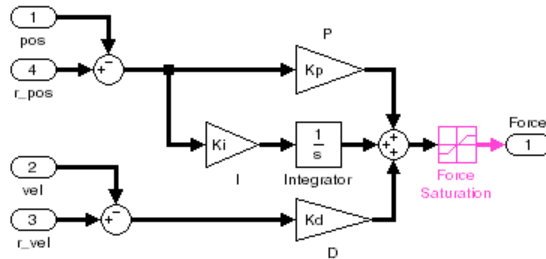 1
pos
4
r_pos
P
Kp
Ki
I
1
s
Integrator
Force
1
Force
Saturation
2
vel
3
r_vel
Kd
D